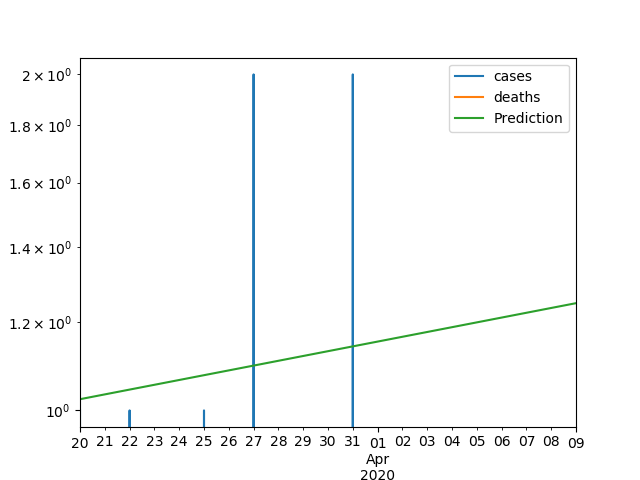 cases
deaths
Prediction
2 × 10⁰
1.8 × 10⁰
1.6 × 10⁰
1.4 × 10⁰
1.2 × 10⁰
10⁰
20 21 22 23 24 25 26 27 28 29 30 31 01 02 03 04 05 06 07 08 09
Apr
2020